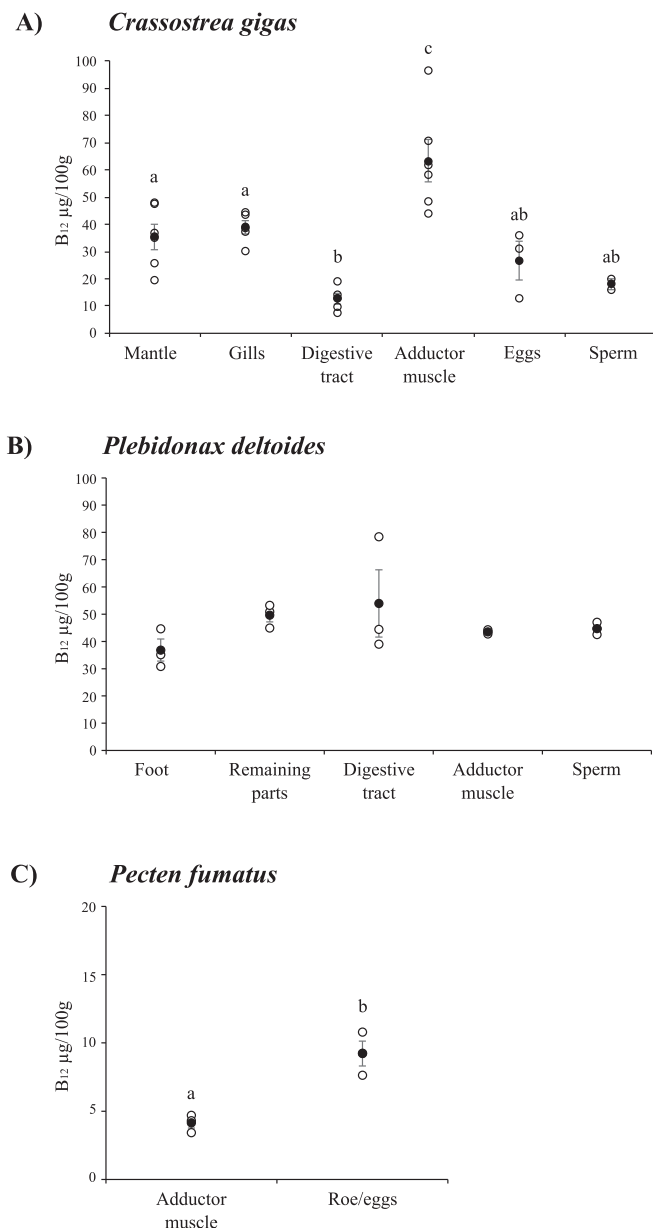 A) Crassostrea gigas
B₁₂ µg/100g
100
90
80
70
60
50
40
30
20
10
0
a
a
b
c
ab
ab
Mantle
Gills
Digestive
tract
Adductor
muscle
Eggs
Sperm
B) Plebidonax deltoides
B₁₂ µg/100g
100
90
80
70
60
50
40
30
20
10
0
Foot
Remaining
parts
Digestive
tract
Adductor
muscle
Sperm
C) Pecten fumatus
B₁₂ µg/100g
20
15
10
5
0
a
b
Adductor
muscle
Roe/eggs